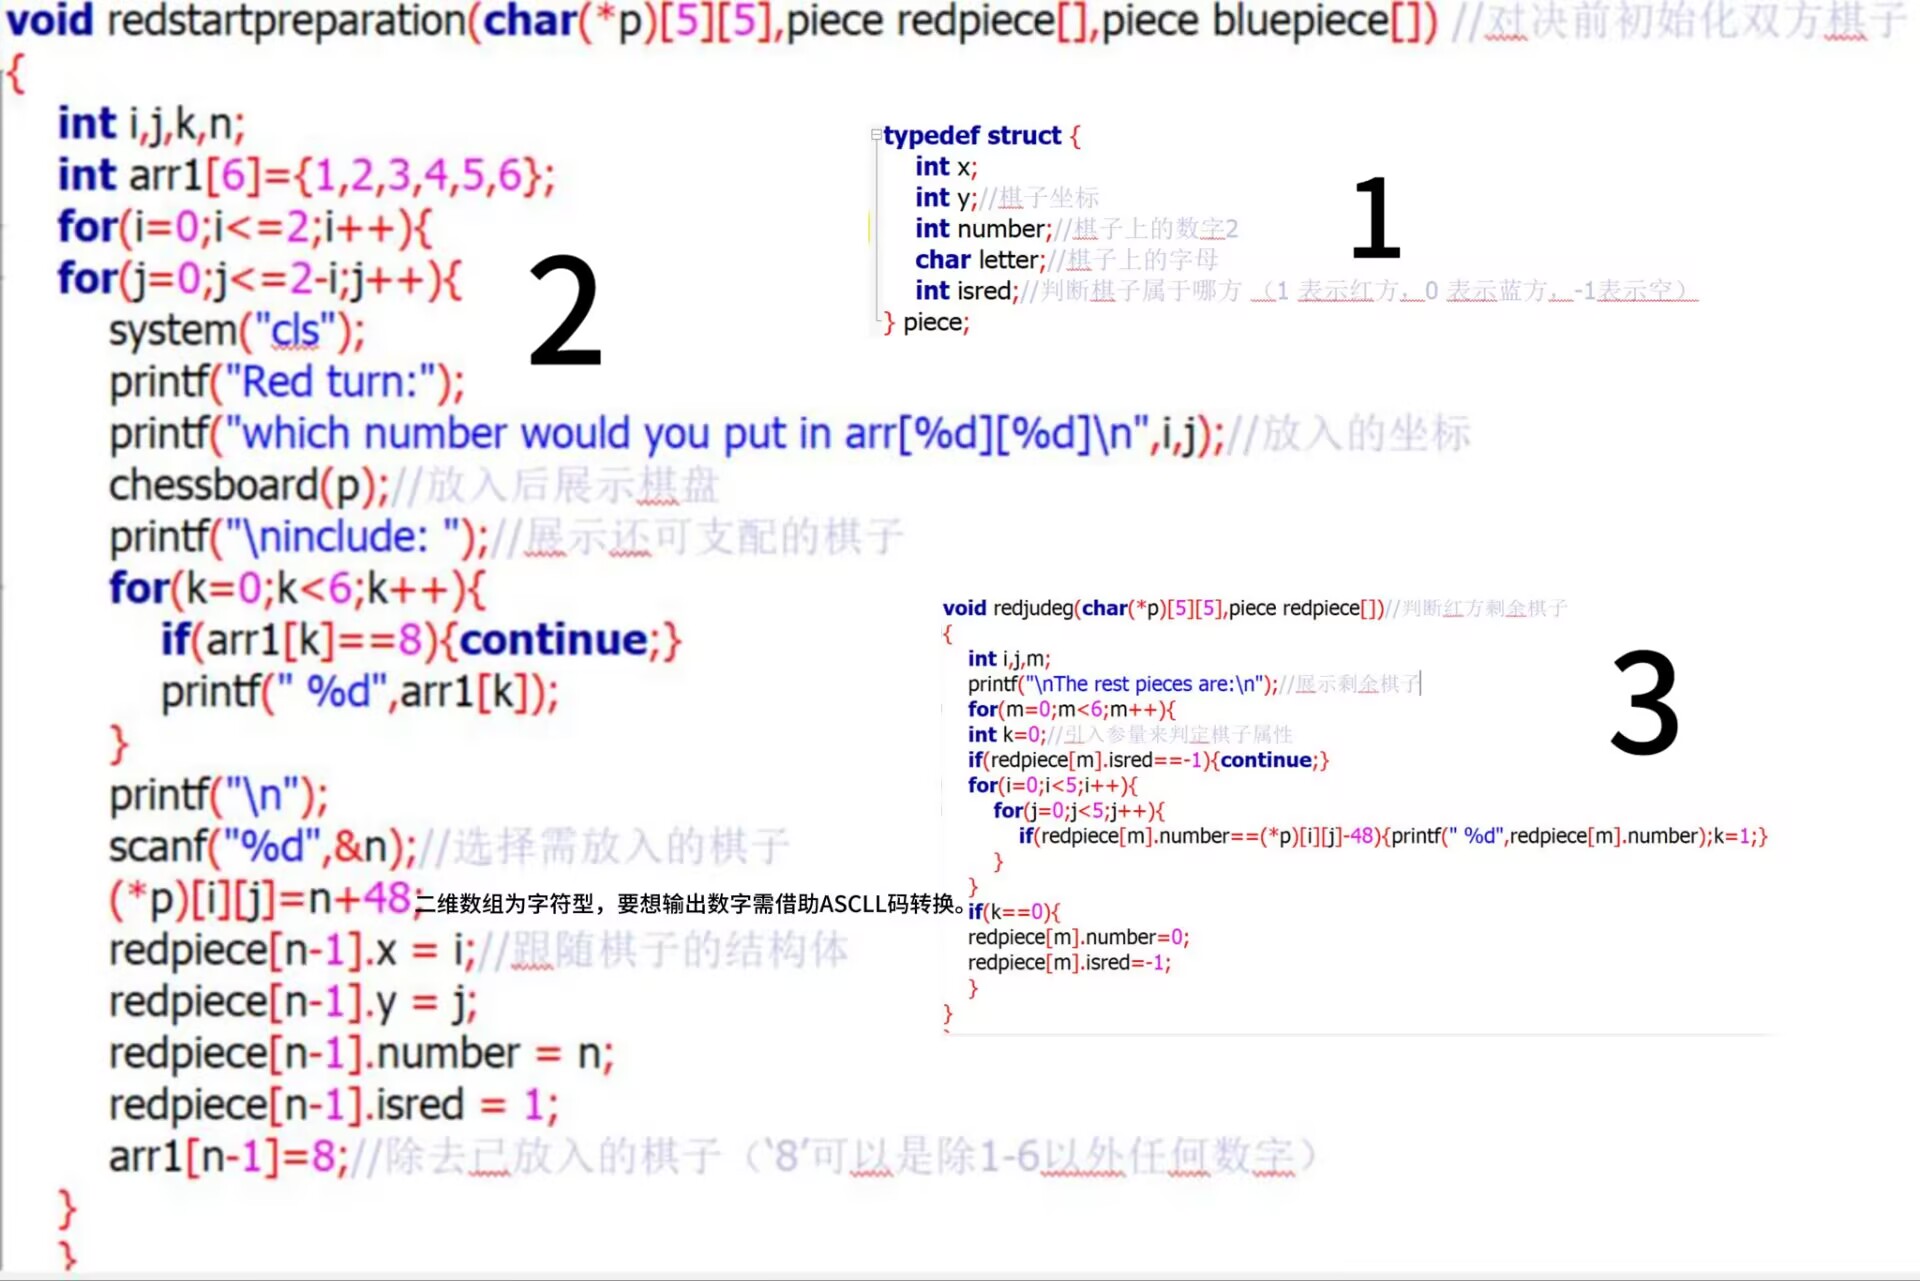 void redstartpreparation(char(*p)[5][5],piece redpiece[],piece bluepiece[]) //对决前初始化双方棋子
{
int i,j,k,n;
int arr1[6]={1,2,3,4,5,6};
for(i=0;i<=2;i++){
for(j=0;j<=2-i;j++){
system("cls");
printf("Red turn:");
printf("which number would you put in arr[%d][%d]\n",i,j);//放入的坐标
chessboard(p);//放入后展示棋盘
printf("\ninclude: ");//展示还可支配的棋子
for(k=0;k<6;k++){
if(arr1[k]==8){continue;}
printf(" %d",arr1[k]);
}
printf("\n");
scanf("%d",&n);//选择需放入的棋子
(*p)[i][j]=n+48;二维数组为字符型，要想输出数字需借助ASCLL码转换。
redpiece[n-1].x = i;//跟随棋子的结构体
redpiece[n-1].y = j;
redpiece[n-1].number = n;
redpiece[n-1].isred = 1;
arr1[n-1]=8;//除去已放入的棋子（‘8’可以是除1-6以外任何数字）
}
}
2
typedef struct {
int x;
int y;//棋子坐标
int number;//棋子上的数字2
char letter;//棋子上的字母
int isred;//判断棋子属于哪方 （1 表示红方，0 表示蓝方，-1表示空）
} piece;
1
void redjudeg(char(*p)[5][5],piece redpiece[])//判断红方剩余棋子
{
int i,j,m;
printf("\nThe rest pieces are:\n");//展示剩余棋子
for(m=0;m<6;m++){
int k=0;//引入参量来判定棋子属性
if(redpiece[m].isred==-1){continue;}
for(i=0;i<5;i++){
for(j=0;j<5;j++){
if(redpiece[m].number==(*p)[i][j]-48){printf(" %d",redpiece[m].number);k=1;}
}
}
if(k==0){
redpiece[m].number=0;
redpiece[m].isred=-1;
}
}
3